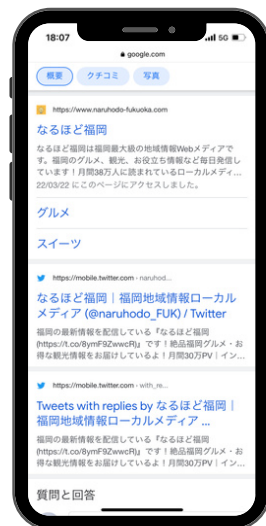 18:07
5G
google.com
概要
クチコミ
写真
https://www.naruhodo-fukuoka.com
なるほど福岡
なるほど福岡は福岡最大級の地域情報Webメディアで
す。福岡のグルメ、観光、お役立ち情報など毎日発信し
ています！月間38万人に読まれているローカルメディ...
22/03/22 にこのページにアクセスしました。
グルメ
スイーツ
https://mobile.twitter.com › naruhod...
なるほど福岡｜福岡地域情報ローカル
メディア (@naruhodo_FUK) / Twitter
福岡の最新情報を配信している『なるほど福岡
(https://t.co/8ymF9ZwwcR)』です！絶品福岡グルメ・お
得な観光情報をお届けしているよ！月間30万PV｜イン...
https://mobile.twitter.com › with_re...
Tweets with replies by なるほど福岡｜
福岡地域情報ローカルメディア ...
福岡の最新情報を配信している『なるほど福岡
(https://t.co/8ymF9ZwwcR)』です！絶品福岡グルメ・お
得な観光情報をお届けしているよ！月間30万PV｜イン...
質問と回答